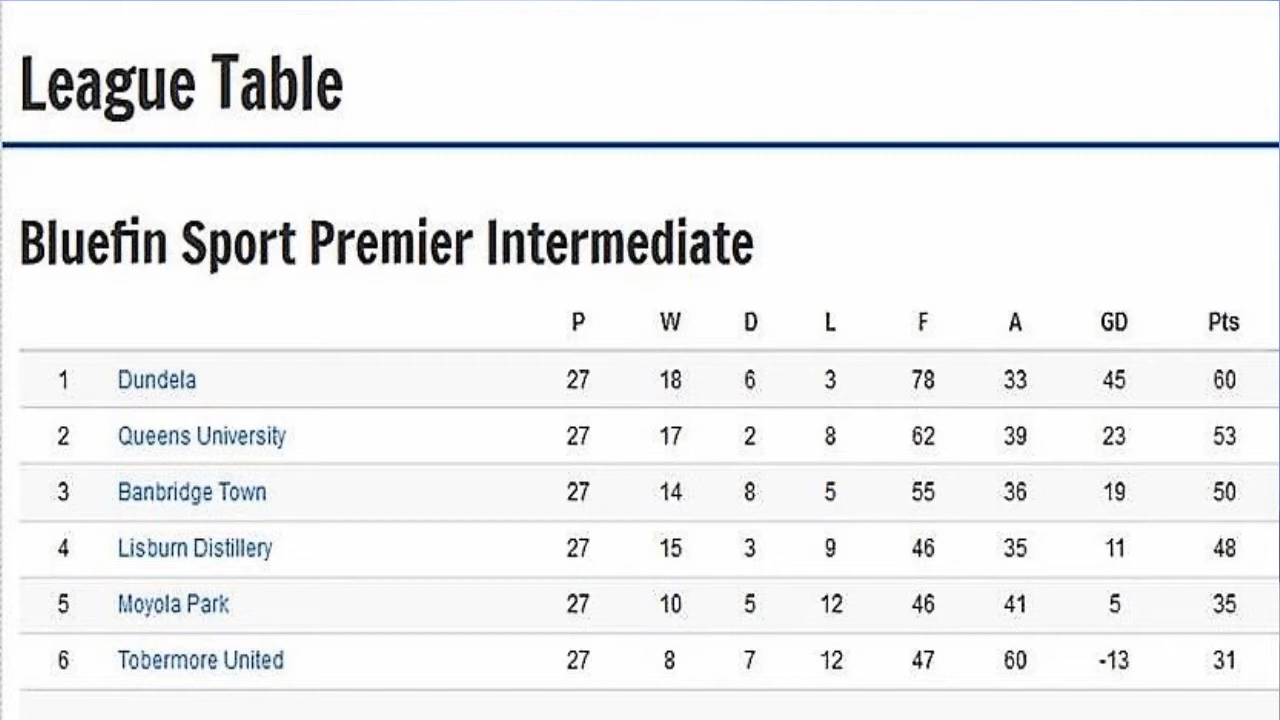 League Table
Bluefin Sport Premier Intermediate
P W D L F A GD Pts
1 Dundela 27 18 6 3 78 33 45 60
2 Queens University 27 17 2 8 62 39 23 53
3 Banbridge Town 27 14 8 5 55 36 19 50
4 Lisburn Distillery 27 15 3 9 46 35 11 48
5 Moyola Park 27 10 5 12 46 41 5 35
6 Tobermore United 27 8 7 12 47 60 -13 31